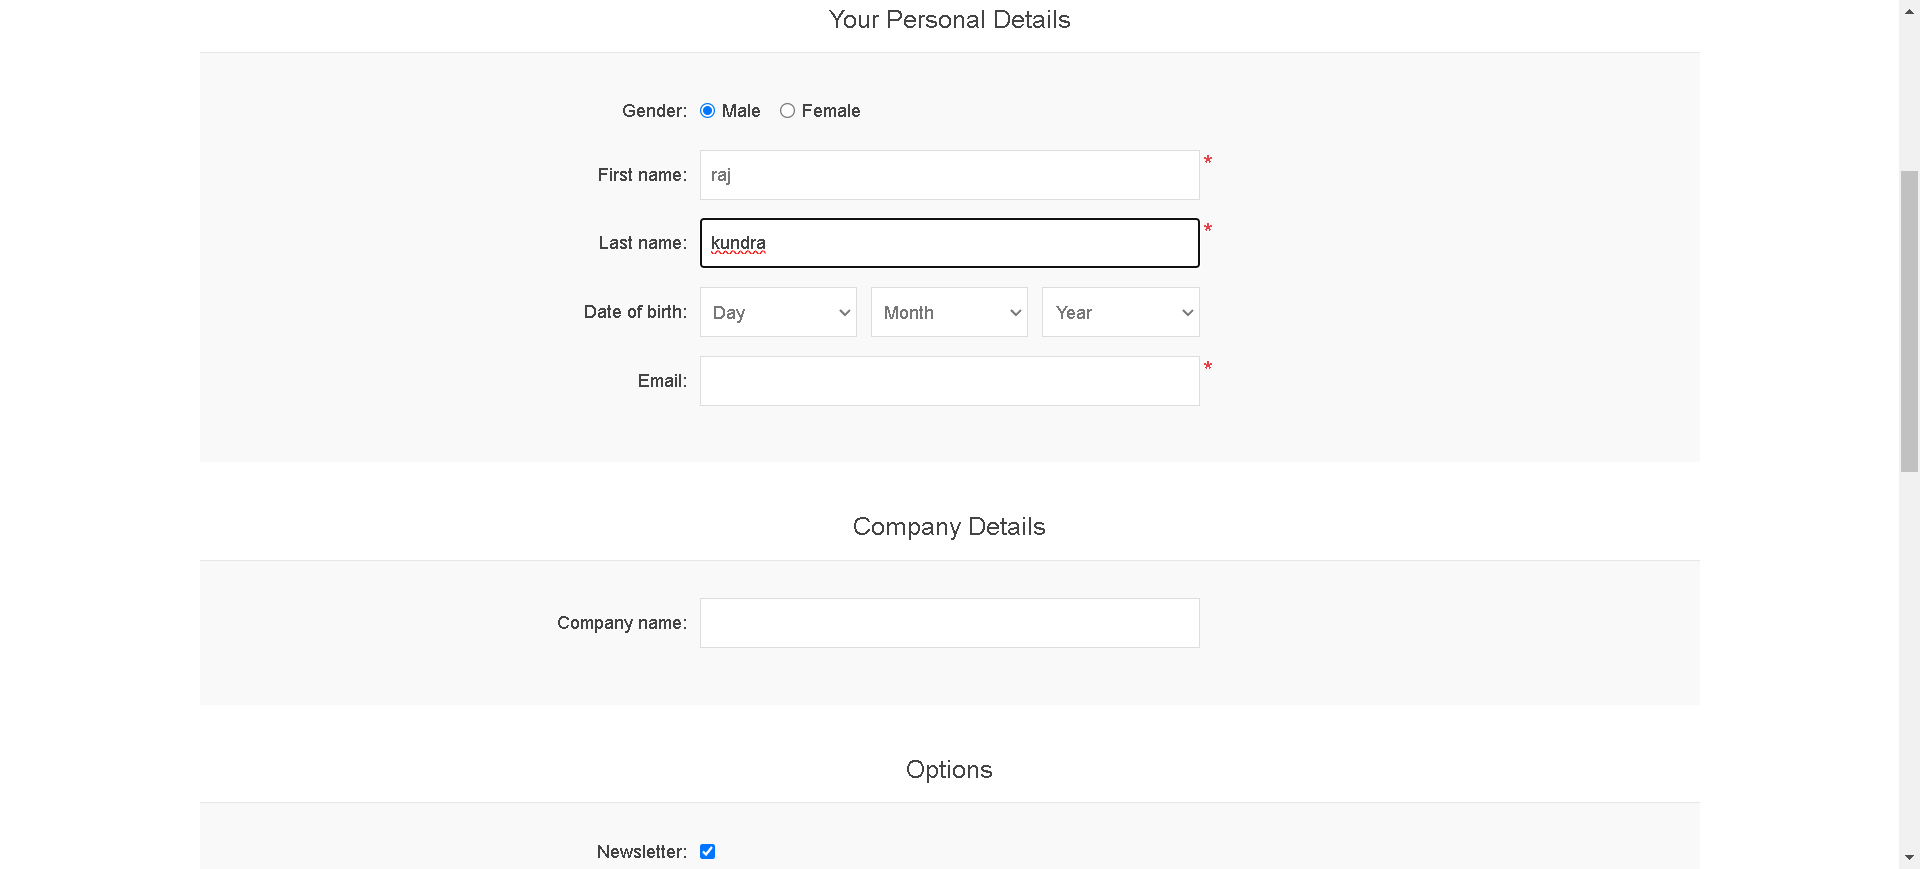 Your Personal Details
Gender: Male Female
First name: raj *
Last name: kundra *
Date of birth: Day Month Year
Email: *
Company Details
Company name:
Options
Newsletter: